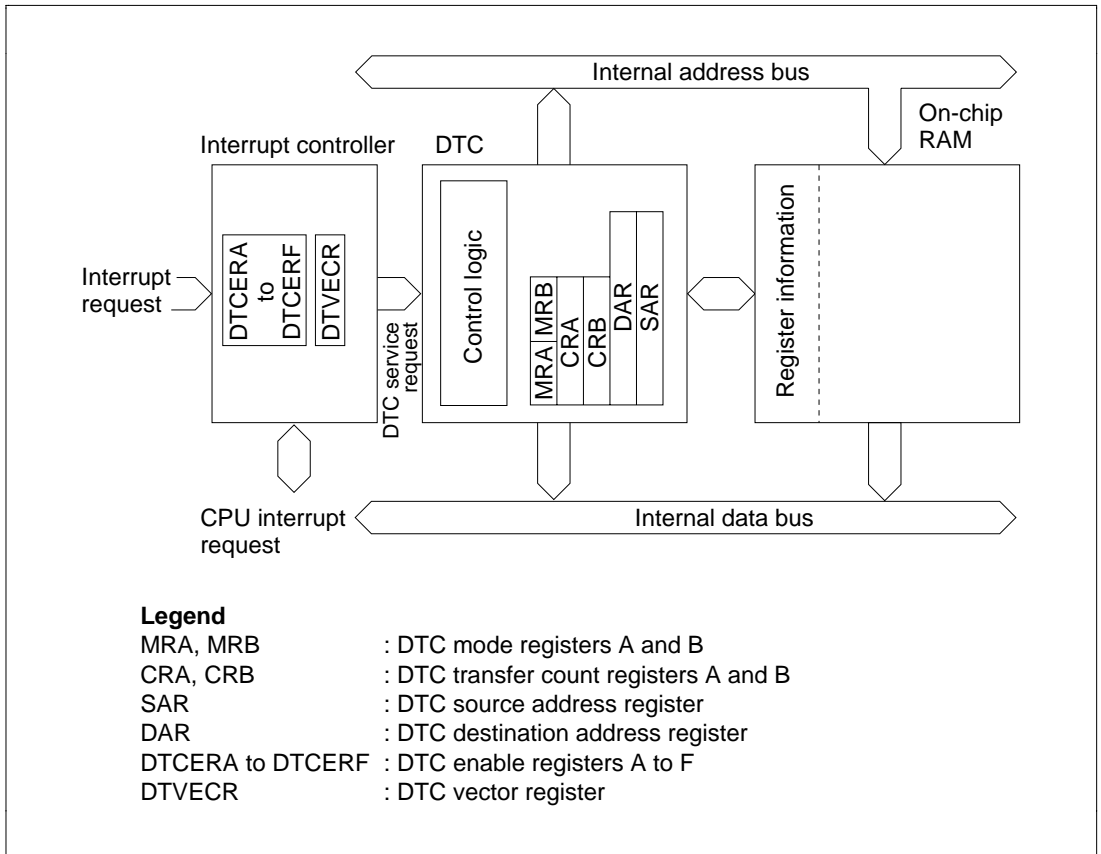 Internal address bus
On-chip
RAM
Interrupt controller
DTC
Interrupt
request
DTCERA
to
DTCERF
DTVECR
DTC service
request
Control logic
MRA MRB
CRA
CRB
DAR
SAR
Register information
CPU interrupt
request
Internal data bus
Legend
MRA, MRB : DTC mode registers A and B
CRA, CRB : DTC transfer count registers A and B
SAR : DTC source address register
DAR : DTC destination address register
DTCERA to DTCERF : DTC enable registers A to F
DTVECR : DTC vector register